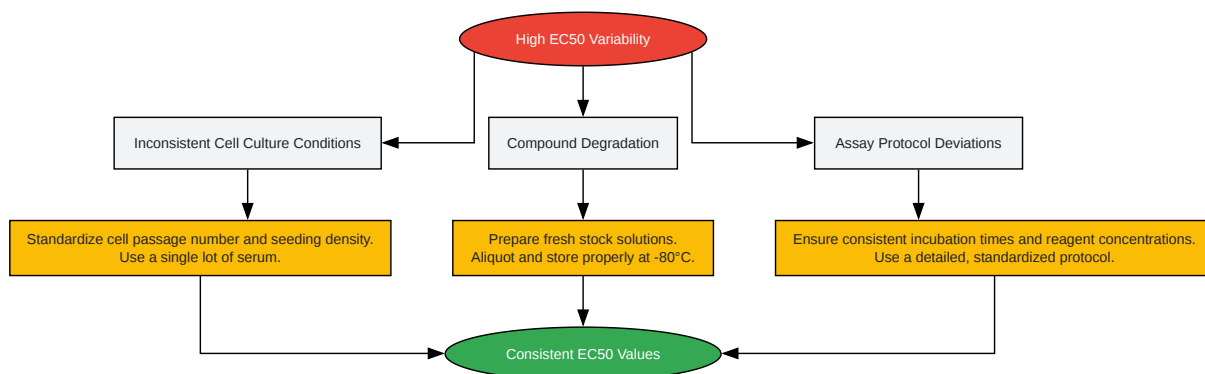 High EC50 Variability
Inconsistent Cell Culture Conditions
Compound Degradation
Assay Protocol Deviations
Standardize cell passage number and seeding density.
Use a single lot of serum.
Prepare fresh stock solutions.
Aliquot and store properly at -80°C.
Ensure consistent incubation times and reagent concentrations.
Use a detailed, standardized protocol.
Consistent EC50 Values